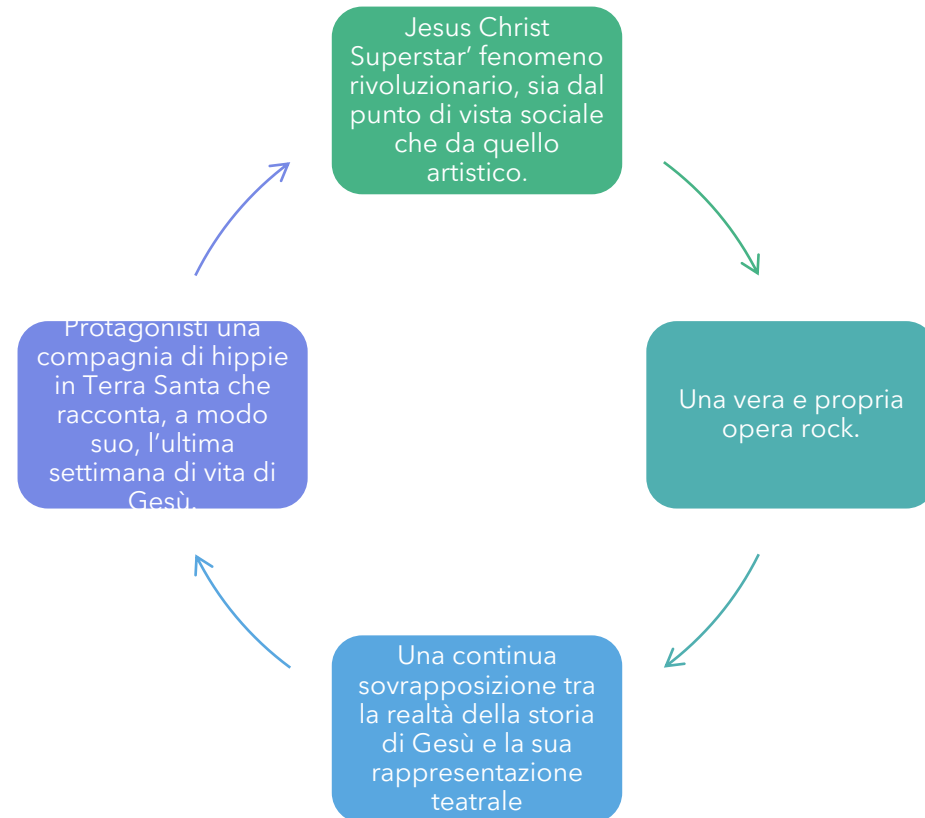 Jesus Christ
Superstar‘ fenomeno
rivoluzionario, sia dal
punto di vista sociale
che da quello
artistico.
Una vera e propria
opera rock.
Una continua
sovrapposizione tra
la realtà della storia
di Gesù e la sua
rappresentazione
teatrale
Protagonisti una
compagnia di hippie
in Terra Santa che
racconta, a modo
suo, l’ultima
settimana di vita di
Gesù.